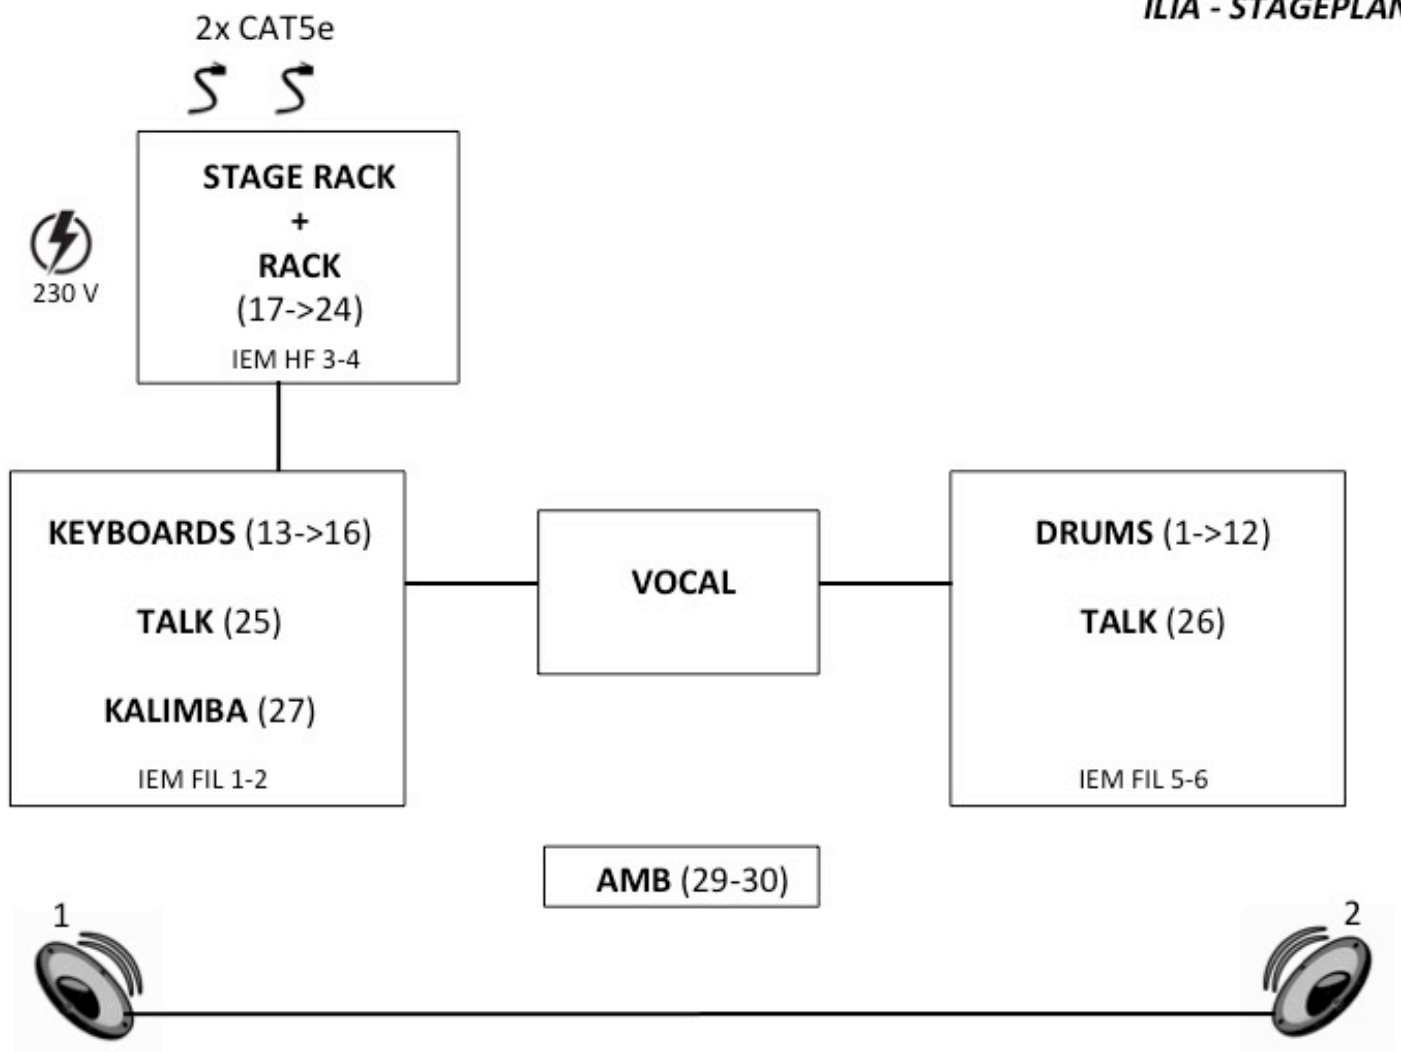 ILIA - STAGEPLAN
2x CAT5e
STAGE RACK
+
RACK
(17->24)
IEM HF 3-4
230 V
KEYBOARDS (13->16)
TALK (25)
KALIMBA (27)
IEM FIL 1-2
VOCAL
DRUMS (1->12)
TALK (26)
IEM FIL 5-6
AMB (29-30)
1
2